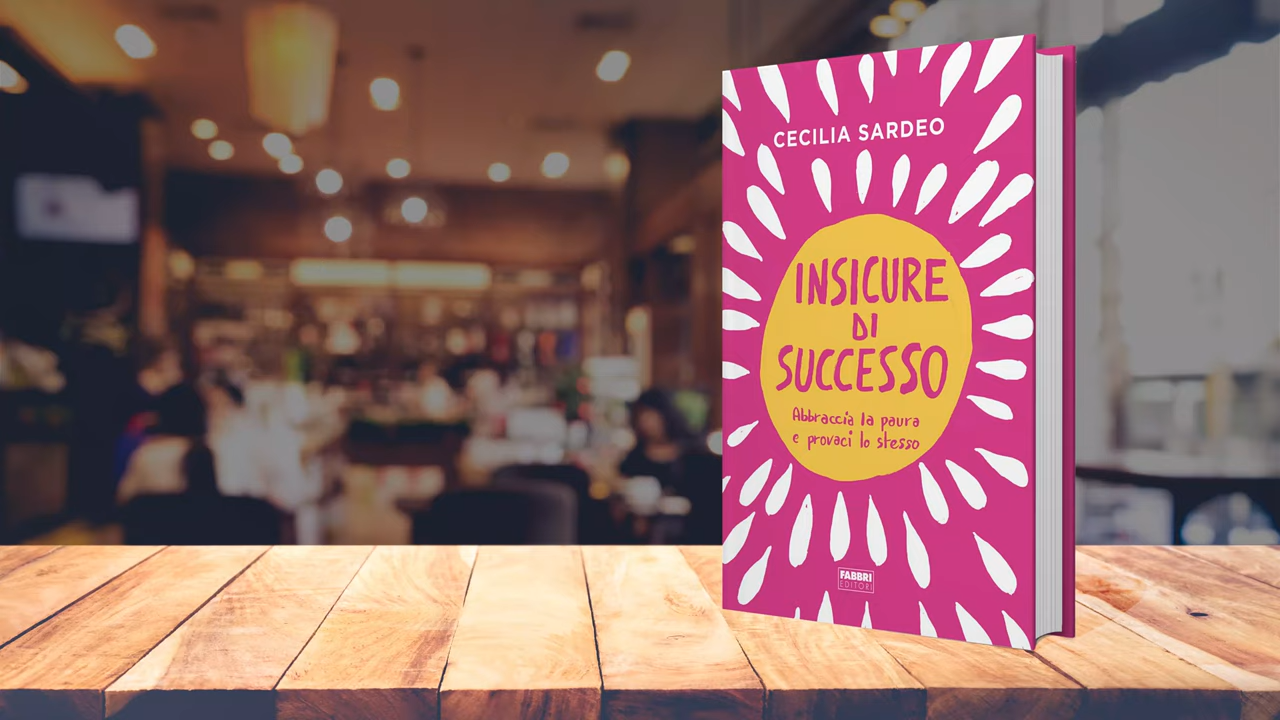 CECILIA SARDEO
INSICURE
DI
SUCCESSO
Abbraccia la paura
e provaci lo stesso
FABBRI
EDITORI